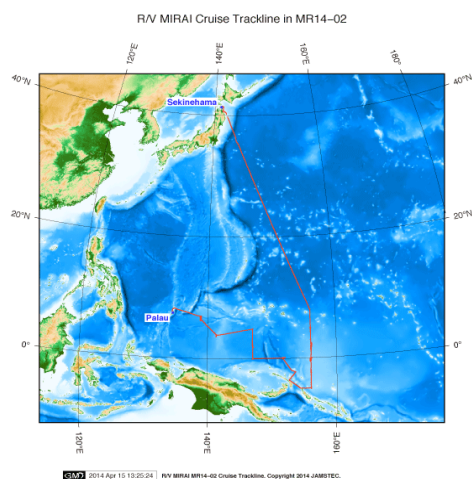 R/V MIRAI Cruise Trackline in MR14-02
120°E
140°E
160°E
180°
40°N
40°N
Sekinehama
20°N
20°N
Palau
0°
0°
120°E
140°E
160°E
GMD 2014 Apr 15 13:25:24 R/V MIRAI MR14-02 Cruise Trackline. Copyright 2014 JAMSTEC.